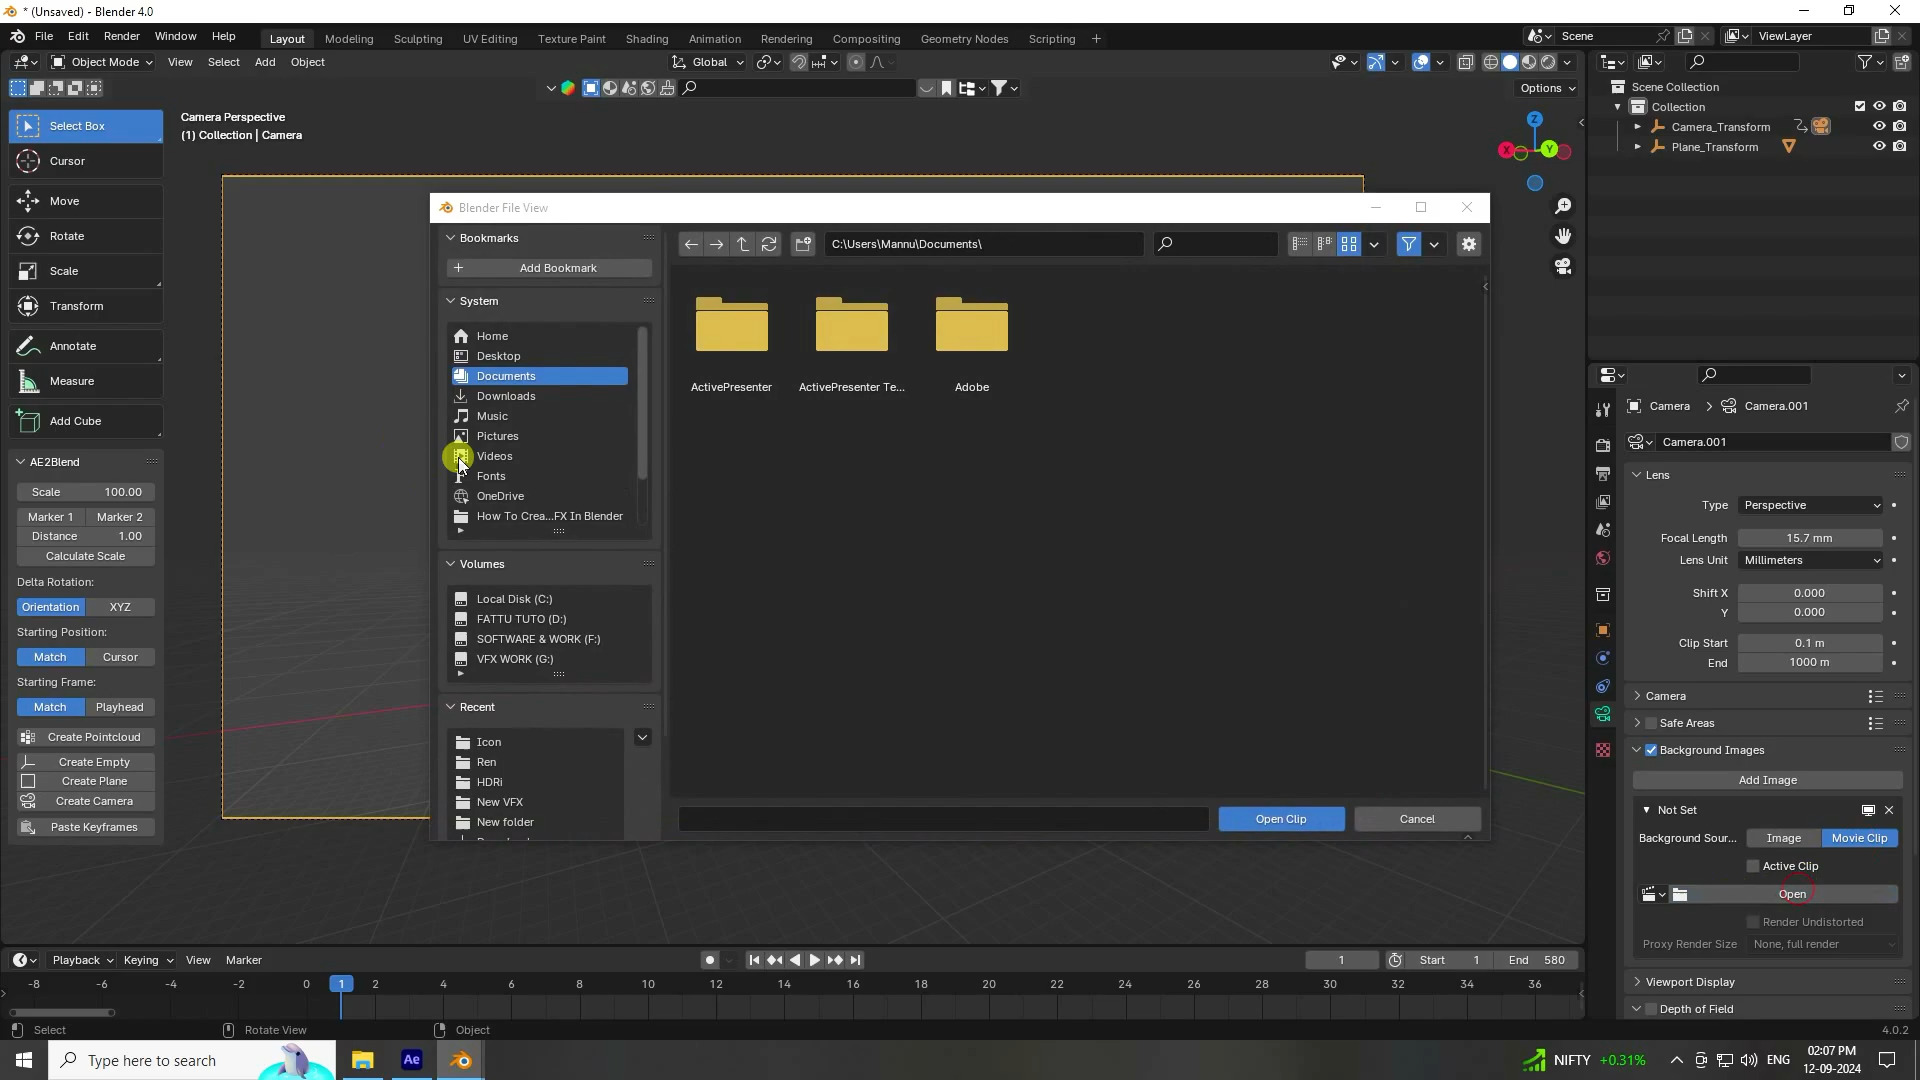 * (Unsaved) - Blender 4.0
File Edit Render Window Help
Layout Modeling Sculpting UV Editing Texture Paint Shading Animation Rendering Compositing Geometry Nodes Scripting +
Scene ViewLayer
Object Mode View Select Add Object
Global
Options
Select Box
Cursor
Move
Rotate
Scale
Transform
Annotate
Measure
Add Cube
AE2Blend
Scale 100.00
Marker 1 Marker 2
Distance 1.00
Calculate Scale
Delta Rotation:
Orientation XYZ
Starting Position:
Match Cursor
Starting Frame:
Match Playhead
Create Pointcloud
Create Empty
Create Plane
Create Camera
Paste Keyframes
Camera Perspective
(1) Collection | Camera
Z
X
Y
Blender File View
Bookmarks
Add Bookmark
System
Home
Desktop
Documents
Downloads
Music
Pictures
Videos
Fonts
OneDrive
How To Crea...FX In Blender
Volumes
Local Disk (C:)
FATTU TUTO (D:)
SOFTWARE & WORK (F:)
VFX WORK (G:)
Recent
Icon
Ren
HDRi
New VFX
New folder
C:\Users\Mannu\Documents\
ActivePresenter ActivePresenter Te... Adobe
Open Clip Cancel
Scene Collection
Collection
Camera_Transform
Plane_Transform
Camera > Camera.001
Camera.001
Lens
Type Perspective
Focal Length 15.7 mm
Lens Unit Millimeters
Shift X 0.000
Y 0.000
Clip Start 0.1 m
End 1000 m
Camera
Safe Areas
Background Images
Add Image
Not Set
Background Sour... Image Movie Clip
Active Clip
Open
Render Undistorted
Proxy Render Size None, full render
Viewport Display
Depth of Field
Playback Keying View Marker
1 Start 1 End 580
-8 -6 -4 -2 0 1 2 4 6 8 10 12 14 16 18 20 22 24 26 28 30 32 34 36
Select Rotate View Object
4.0.2
Type here to search
Ae
NIFTY +0.31%
ENG
02:07 PM
12-09-2024